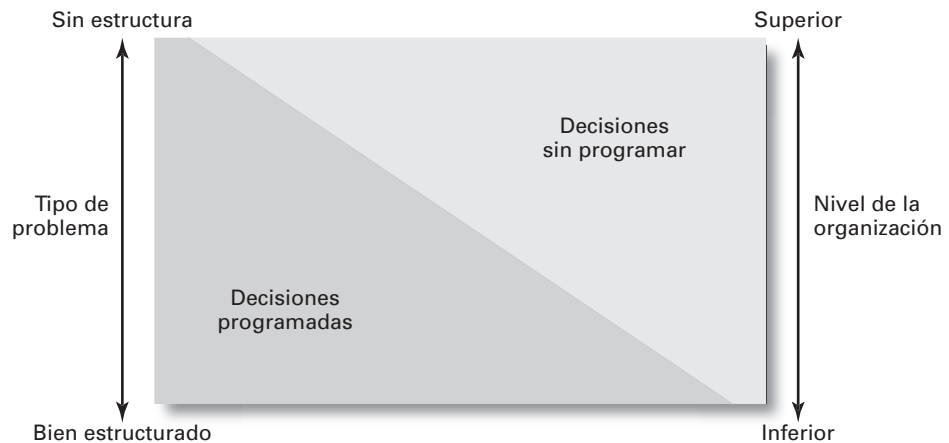 Sin estructura
Superior
Decisiones
sin programar
Tipo de
problema
Nivel de la
organización
Decisiones
programadas
Bien estructurado
Inferior